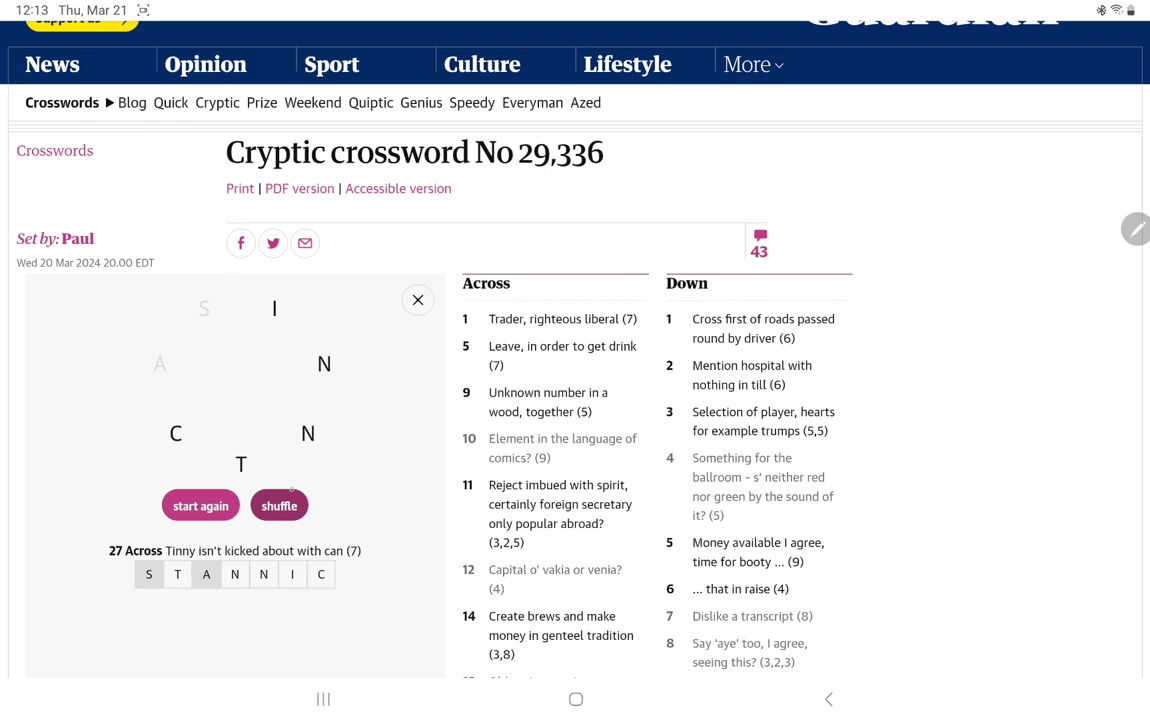 12:13 Thu, Mar 21
News Opinion Sport Culture Lifestyle More
Crosswords Blog Quick Cryptic Prize Weekend Quiptic Genius Speedy Everyman Azed
Crosswords
Cryptic crossword No 29,336
Print | PDF version | Accessible version
Set by: Paul
Wed 20 Mar 2024 20.00 EDT
43
S I
A N
C N
T
start again shuffle
27 Across Tinny isn't kicked about with can (7)
S T A N N I C
Across
1 Trader, righteous liberal (7)
5 Leave, in order to get drink
(7)
9 Unknown number in a
wood, together (5)
10 Element in the language of
comics? (9)
11 Reject imbued with spirit,
certainly foreign secretary
only popular abroad?
(3,2,5)
12 Capital o' vakia or venia?
(4)
14 Create brews and make
money in genteel tradition
(3,8)
Down
1 Cross first of roads passed
round by driver (6)
2 Mention hospital with
nothing in till (6)
3 Selection of player, hearts
for example trumps (5,5)
4 Something for the
ballroom – s' neither red
nor green by the sound of
it? (5)
5 Money available I agree,
time for booty ... (9)
6 ... that in raise (4)
7 Dislike a transcript (8)
8 Say 'aye' too, I agree,
seeing this? (3,2,3)